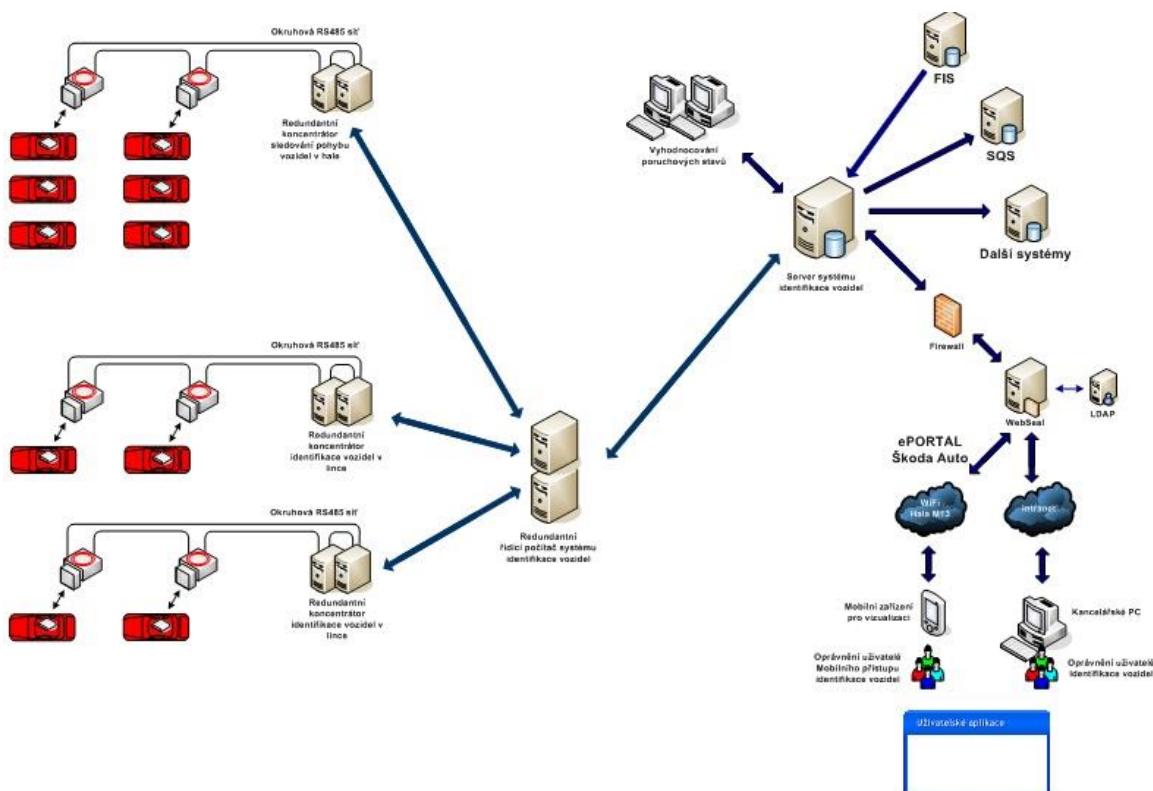 Okruhová RS485 síť
Redundantní
koncentrátor
sledování pohybu
vozidel v hale
Okruhová RS485 síť
Redundantní
koncentrátor
identifikace vozidel v
lince
Okruhová RS485 síť
Redundantní
koncentrátor
identifikace vozidel v
lince
Redundantní
řídicí počítač systému
identifikace vozidel
Vyhodnocování
poruchových stavů
FIS
SQS
Další systémy
Server systému
identifikace vozidel
Firewall
WebSeal
LDAP
ePORTAL
Škoda Auto
WiFi
Hala M13
intranet
Mobilní zařízení
pro vizualizaci
Kancelářské PC
Oprávnění uživatelé
Mobilního přístupu
identifikace vozidel
Oprávnění uživatelé
identifikace vozidel
Uživatelské aplikace